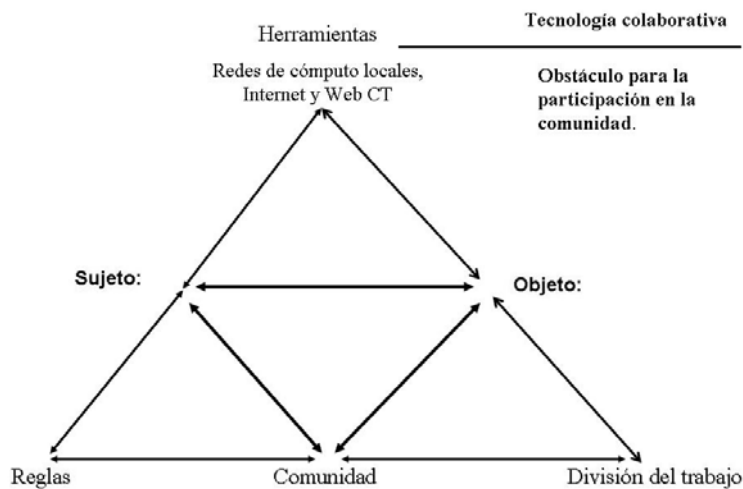 Tecnología colaborativa
Herramientas
Redes de cómputo locales,
Internet y Web CT
Obstáculo para la
participación en la
comunidad.
Sujeto:
Objeto:
Reglas
Comunidad
División del trabajo